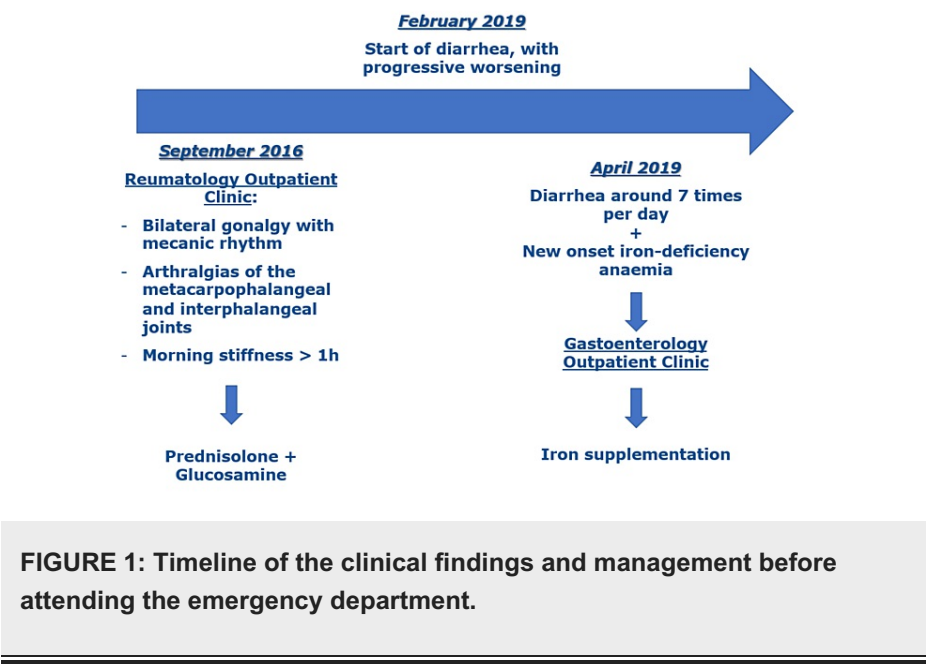 February 2019
Start of diarrhea, with
progressive worsening
September 2016
Reumatology Outpatient
Clinic:
- Bilateral gonalgy with
mecanic rhythm
- Arthralgias of the
metacarpophalangeal
and interphalangeal
joints
- Morning stiffness > 1h
Prednisolone +
Glucosamine
April 2019
Diarrhea around 7 times
per day
+
New onset iron-deficiency
anaemia
Gastoenterology
Outpatient Clinic
Iron supplementation
FIGURE 1: Timeline of the clinical findings and management before
attending the emergency department.